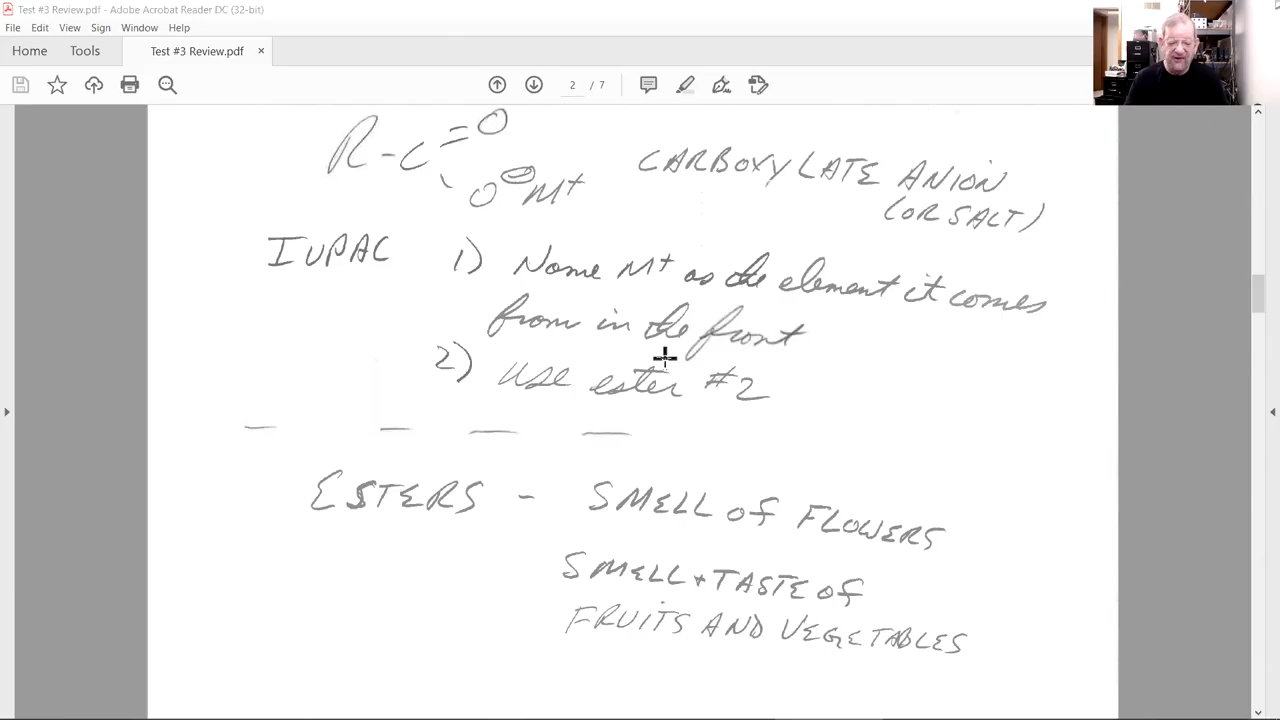 Test #3 Review.pdf - Adobe Acrobat Reader DC (32-bit)
File Edit View Sign Window Help
Home Tools Test #3 Review.pdf ×
2 / 7
R-C=O
O⊖M+
CARBOXYLATE ANION
(OR SALT)
IUPAC 1) Name M+ as the element it comes
from in the front
2) Use ester #2
ESTERS - SMELL OF FLOWERS
SMELL + TASTE OF
FRUITS AND VEGETABLES